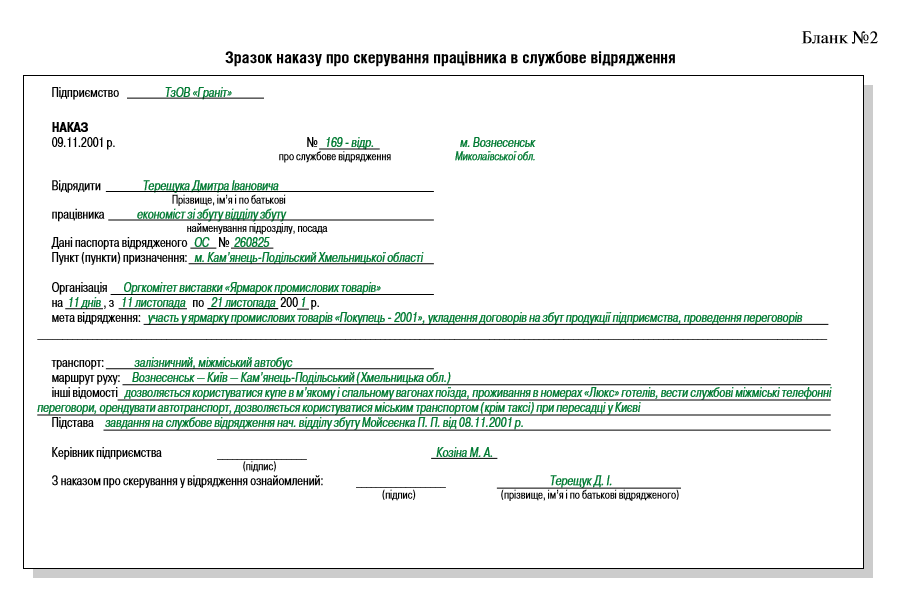 Бланк №2
Зразок наказу про скерування працівника в службове відрядження
Підприємство ТзОВ «Граніт»
НАКАЗ
09.11.2001 р. № 169 - відр. м. Вознесенськ
про службове відрядження Миколаївської обл.
Відрядити Терещука Дмитра Івановича
Прізвище, ім’я і по батькові
працівника економіст зі збуту відділу збуту
найменування підрозділу, посада
Дані паспорта відрядженого ОС № 260825
Пункт (пункти) призначення: м. Кам’янець-Подільский Хмельницької області
Організація Оргкомітет виставки «Ярмарок промислових товарів»
на 11 днів , з 11 листопада по 21 листопада 200 1 р.
мета відрядження: участь у ярмарку промислових товарів «Покупець - 2001», укладення договорів на збут продукції підприємства, проведення переговорів
транспорт: залізничний, міжміський автобус
маршрут руху: Вознесенськ — Київ — Кам’янець-Подільський (Хмельницька обл.)
інші відомості дозволяється користуватися купе в м’якому і спальному вагонах поїзда, проживання в номерах «Люкс» готелів, вести службові міжміські телефонні
переговори, орендувати автотранспорт, дозволяється користуватися міським транспортом (крім таксі) при пересадці у Києві
Підстава завдання на службове відрядження нач. відділу збуту Мойсеєнка П. П. від 08.11.2001 р.
Керівник підприємства Козіна М. А.
(підпис)
З наказом про скерування у відрядження ознайомлений: Терещук Д. І.
(підпис) (прізвище, ім’я і по батькові відрядженого)